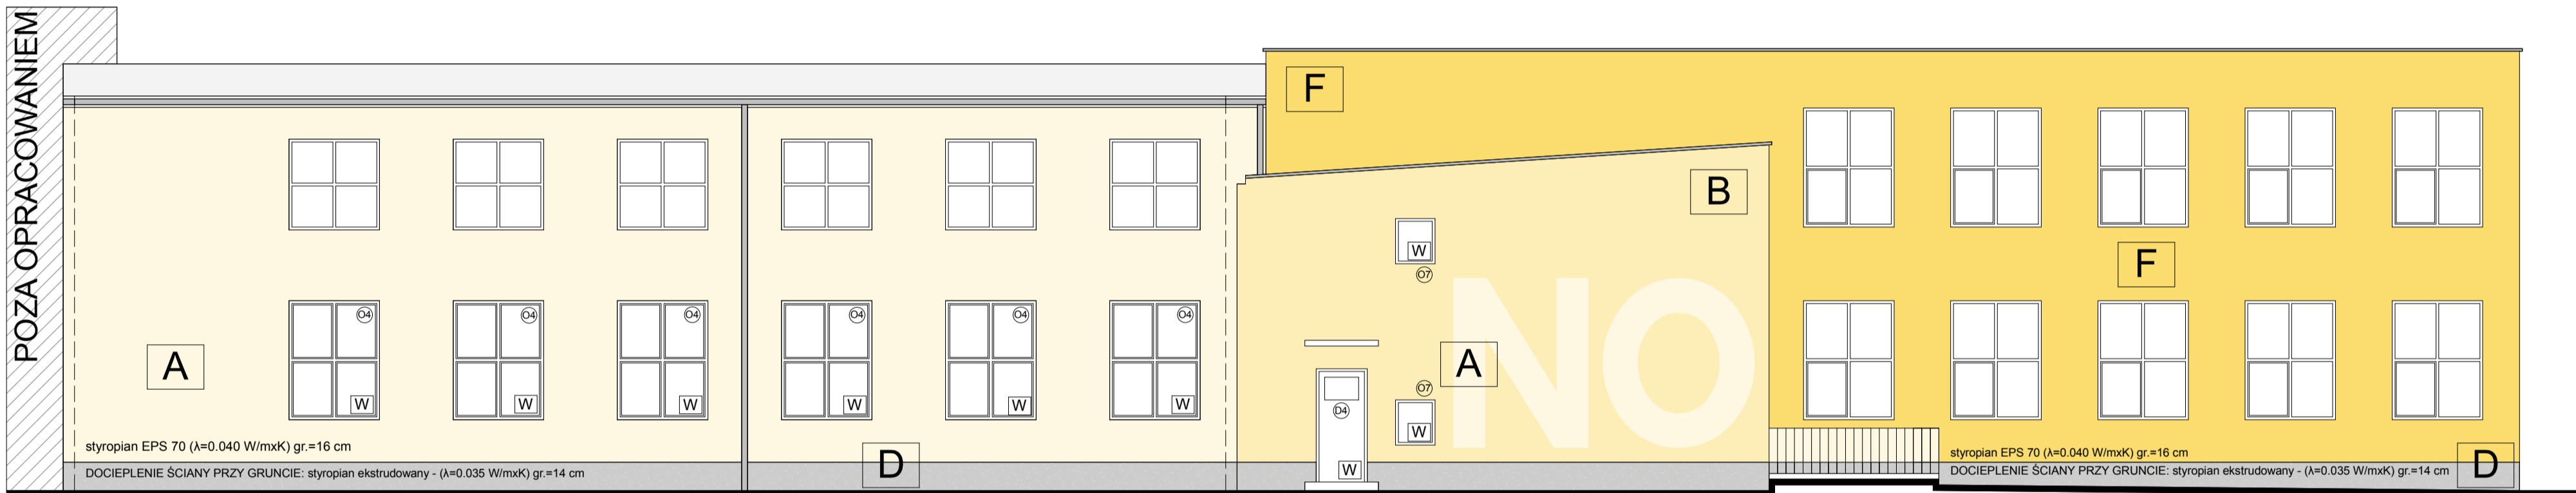 POZA OPRACOWANIEM
F
B
W
O7
F
O4
O4
O4
O4
O4
O4
NO
A
A
O7
D4
W
W
W
W
W
W
W
W
styropian EPS 70 (λ=0.040 W/mxK) gr.=16 cm
styropian EPS 70 (λ=0.040 W/mxK) gr.=16 cm
D
D
W
DOCIEPLENIE ŚCIANY PRZY GRUNCIE: styropian ekstrudowany - (λ=0.035 W/mxK) gr.=14 cm
DOCIEPLENIE ŚCIANY PRZY GRUNCIE: styropian ekstrudowany - (λ=0.035 W/mxK) gr.=14 cm